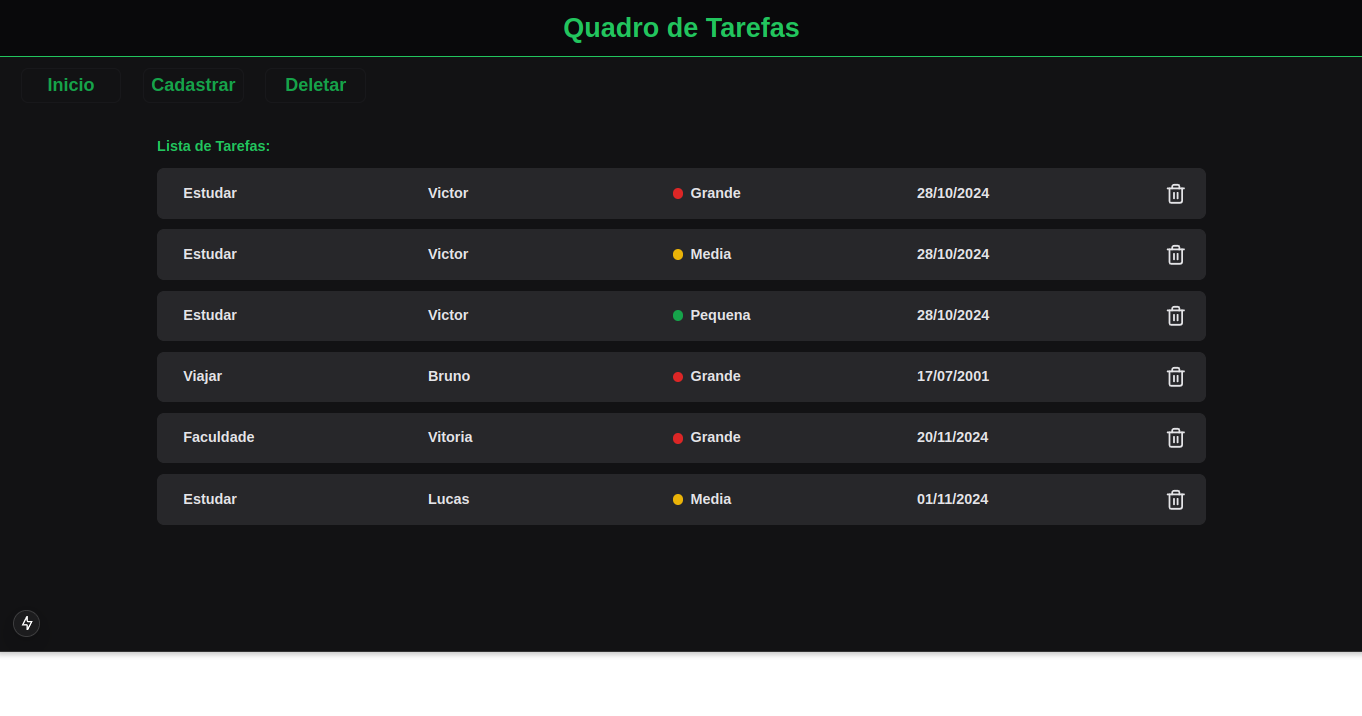 Quadro de Tarefas
Inicio Cadastrar Deletar
Lista de Tarefas:
Estudar Victor Grande 28/10/2024
Estudar Victor Media 28/10/2024
Estudar Victor Pequena 28/10/2024
Viajar Bruno Grande 17/07/2001
Faculdade Vitoria Grande 20/11/2024
Estudar Lucas Media 01/11/2024